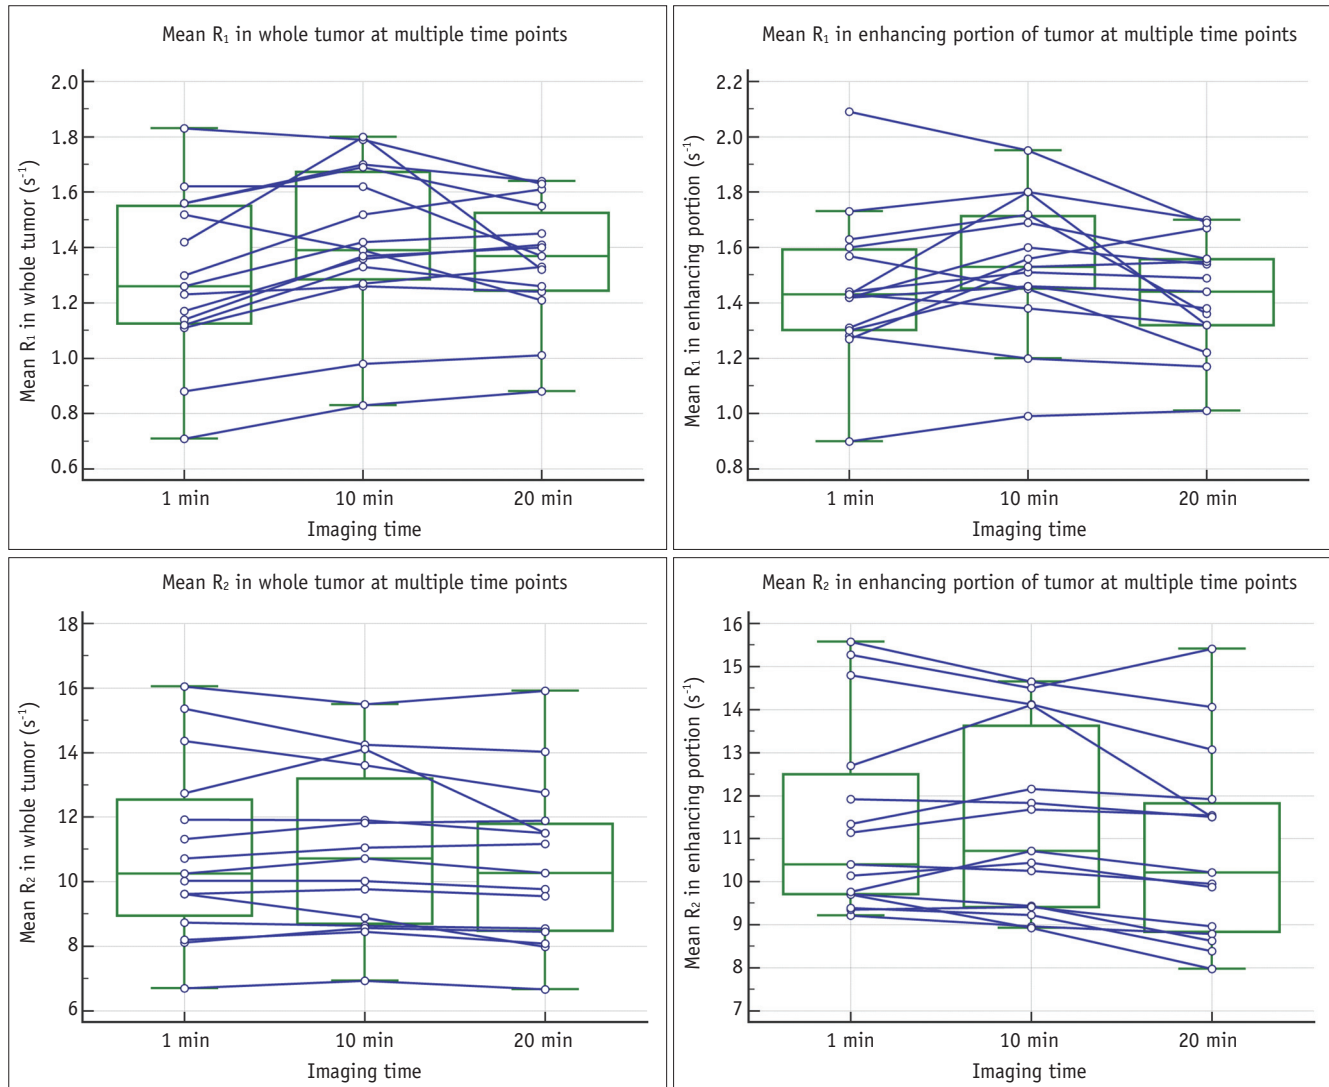 Mean R₁ in whole tumor at multiple time points
Mean R₁ in whole tumor (s⁻¹)
2.0
1.8
1.6
1.4
1.2
1.0
0.8
0.6
1 min 10 min 20 min
Imaging time
Mean R₁ in enhancing portion of tumor at multiple time points
Mean R₁ in enhancing portion (s⁻¹)
2.2
2.0
1.8
1.6
1.4
1.2
1.0
0.8
1 min 10 min 20 min
Imaging time
Mean R₂ in whole tumor at multiple time points
Mean R₂ in whole tumor (s⁻¹)
18
16
14
12
10
8
6
1 min 10 min 20 min
Imaging time
Mean R₂ in enhancing portion of tumor at multiple time points
Mean R₂ in enhancing portion (s⁻¹)
16
15
14
13
12
11
10
9
8
7
1 min 10 min 20 min
Imaging time